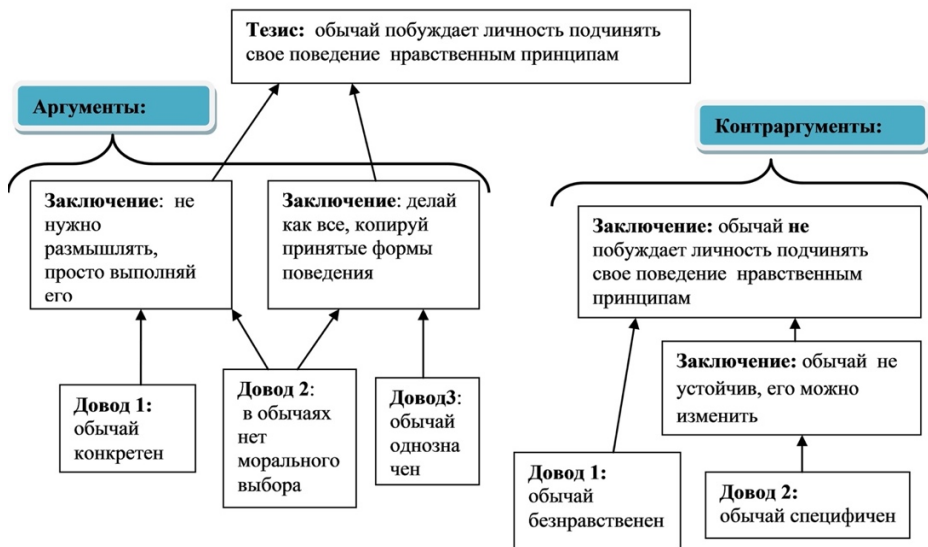 Тезис: обычай побуждает личность подчинять
свое поведение нравственным принципам
Аргументы:
Контраргументы:
Заключение: не
нужно
размышлять,
просто выполняй
его
Заключение: делай
как все, копируй
принятые формы
поведения
Заключение: обычай не
побуждает личность подчинять
свое поведение нравственным
принципам
Заключение: обычай не
устойчив, его можно
изменить
Довод 1:
обычай
конкретен
Довод 2:
в обычаях
нет
морального
выбора
Довод3:
обычай
однозна
чен
Довод 1:
обычай
безнравственен
Довод 2:
обычай специфичен